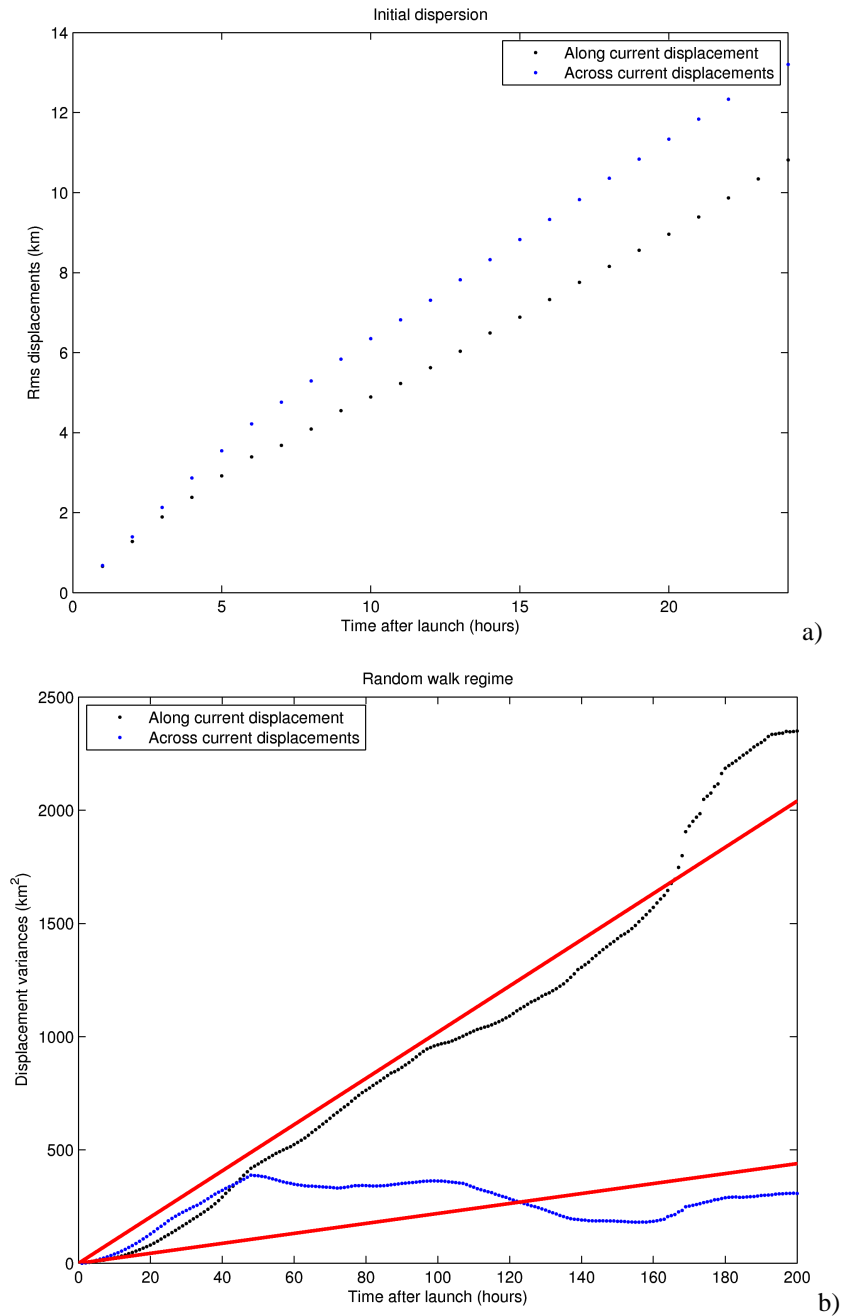 Initial dispersion
14
12
10
8
6
4
2
0
Rms displacements (km)
Along current displacement
Across current displacements
0 5 10 15 20
Time after launch (hours)
a)
Random walk regime
2500
2000
1500
1000
500
0
Displacement variances (km²)
Along current displacement
Across current displacements
0 20 40 60 80 100 120 140 160 180 200
Time after launch (hours)
b)